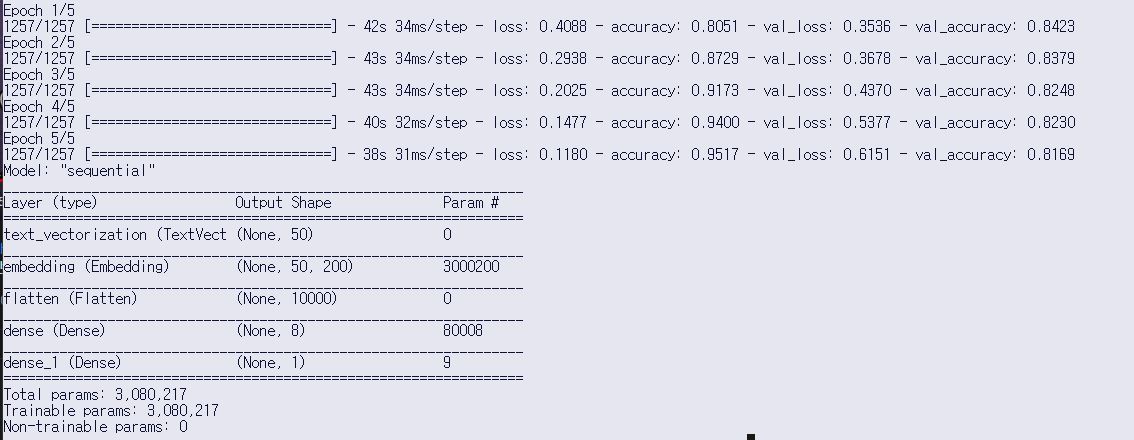 Epoch 1/5
1257/1257 [==============================] - 42s 34ms/step - loss: 0.4088 - accuracy: 0.8051 - val_loss: 0.3536 - val_accuracy: 0.8423
Epoch 2/5
1257/1257 [==============================] - 43s 34ms/step - loss: 0.2938 - accuracy: 0.8729 - val_loss: 0.3678 - val_accuracy: 0.8379
Epoch 3/5
1257/1257 [==============================] - 43s 34ms/step - loss: 0.2025 - accuracy: 0.9173 - val_loss: 0.4370 - val_accuracy: 0.8248
Epoch 4/5
1257/1257 [==============================] - 40s 32ms/step - loss: 0.1477 - accuracy: 0.9400 - val_loss: 0.5377 - val_accuracy: 0.8230
Epoch 5/5
1257/1257 [==============================] - 38s 31ms/step - loss: 0.1180 - accuracy: 0.9517 - val_loss: 0.6151 - val_accuracy: 0.8169
Model: "sequential"
_________________________________________________________________
Layer (type)                 Output Shape              Param #
=================================================================
text_vectorization (TextVect (None, 50)                0
_________________________________________________________________
embedding (Embedding)        (None, 50, 200)           3000200
_________________________________________________________________
flatten (Flatten)            (None, 10000)             0
_________________________________________________________________
dense (Dense)                (None, 8)                 80008
_________________________________________________________________
dense_1 (Dense)              (None, 1)                 9
=================================================================
Total params: 3,080,217
Trainable params: 3,080,217
Non-trainable params: 0